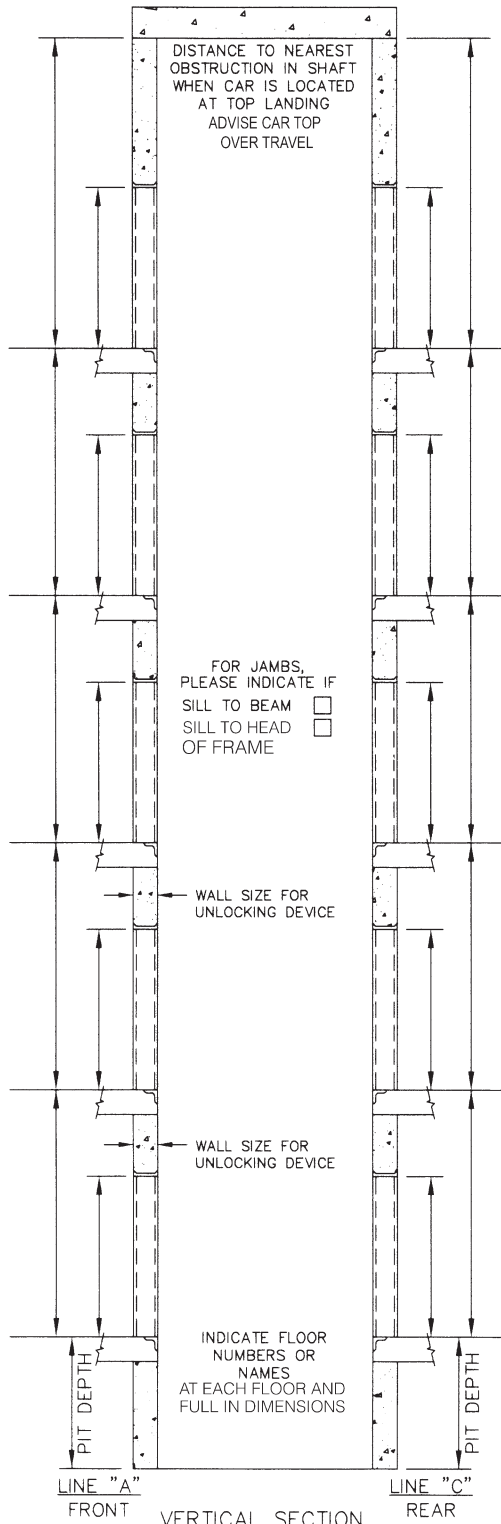 DISTANCE TO NEAREST
OBSTRUCTION IN SHAFT
WHEN CAR IS LOCATED
AT TOP LANDING
ADVISE CAR TOP
OVER TRAVEL
FOR JAMBS,
PLEASE INDICATE IF
SILL TO BEAM
SILL TO HEAD
OF FRAME
WALL SIZE FOR
UNLOCKING DEVICE
WALL SIZE FOR
UNLOCKING DEVICE
INDICATE FLOOR
NUMBERS OR
NAMES
AT EACH FLOOR AND
FULL IN DIMENSIONS
PIT DEPTH
PIT DEPTH
LINE "A"
FRONT
LINE "C"
REAR
VERTICAL SECTION